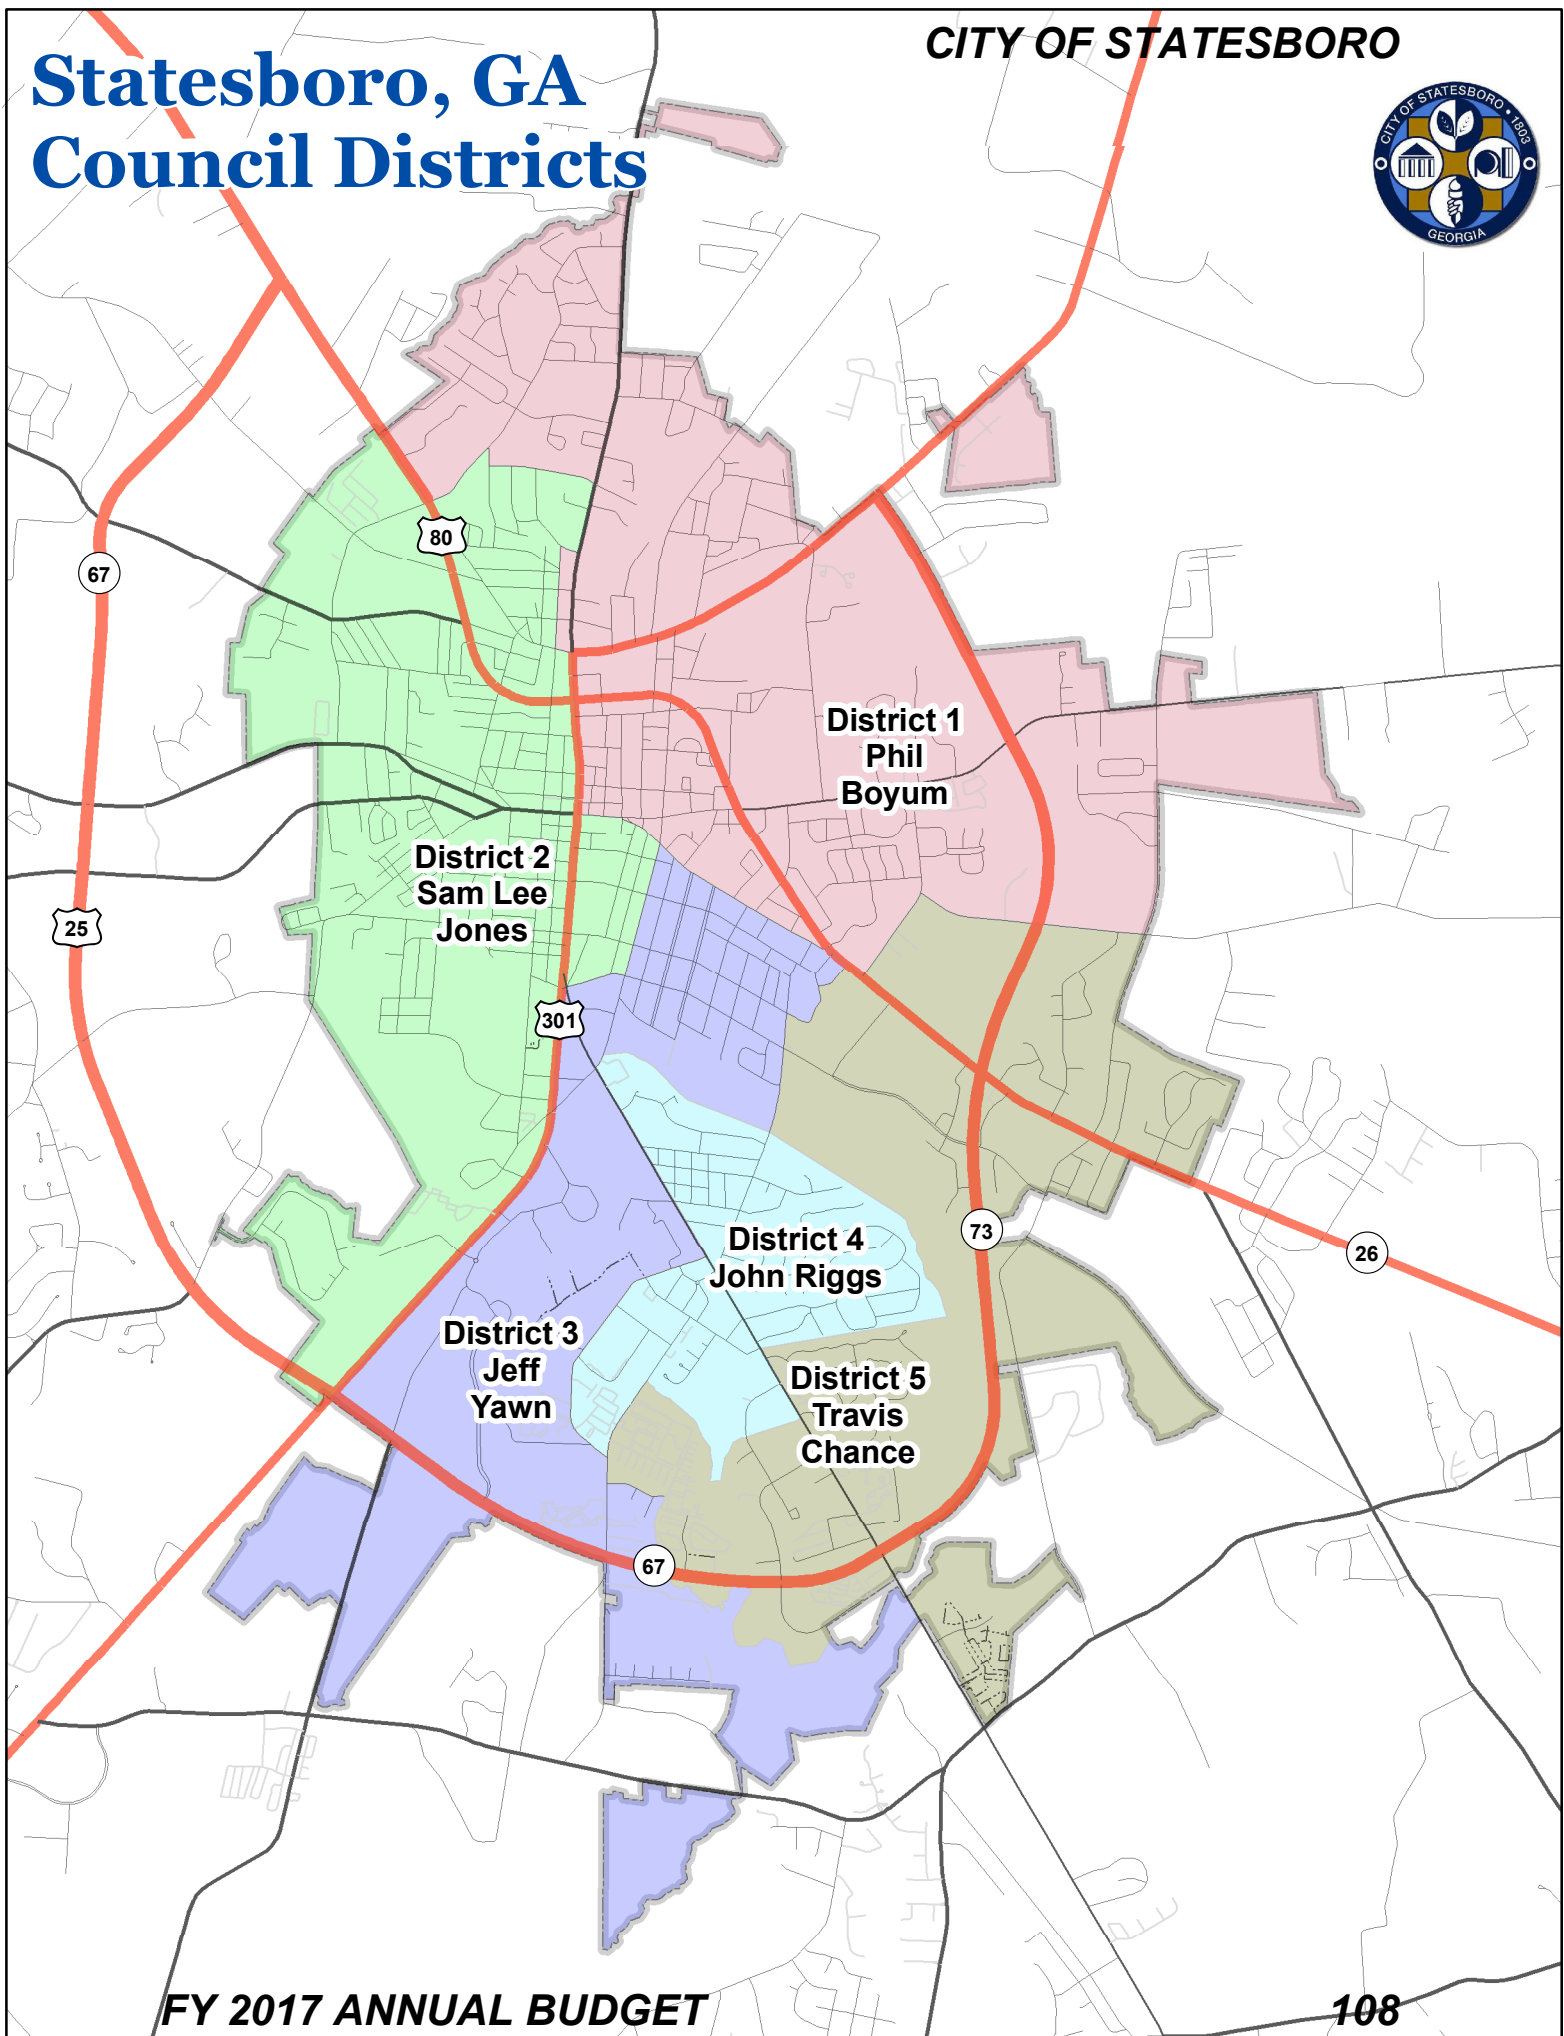 CITY OF STATESBORO
Statesboro, GA
Council Districts
CITY OF STATESBORO • 1803
GEORGIA
80
67
District 1
Phil
Boyum
District 2
Sam Lee
Jones
25
301
73
District 4
John Riggs
26
District 3
Jeff
Yawn
District 5
Travis
Chance
67
FY 2017 ANNUAL BUDGET
108